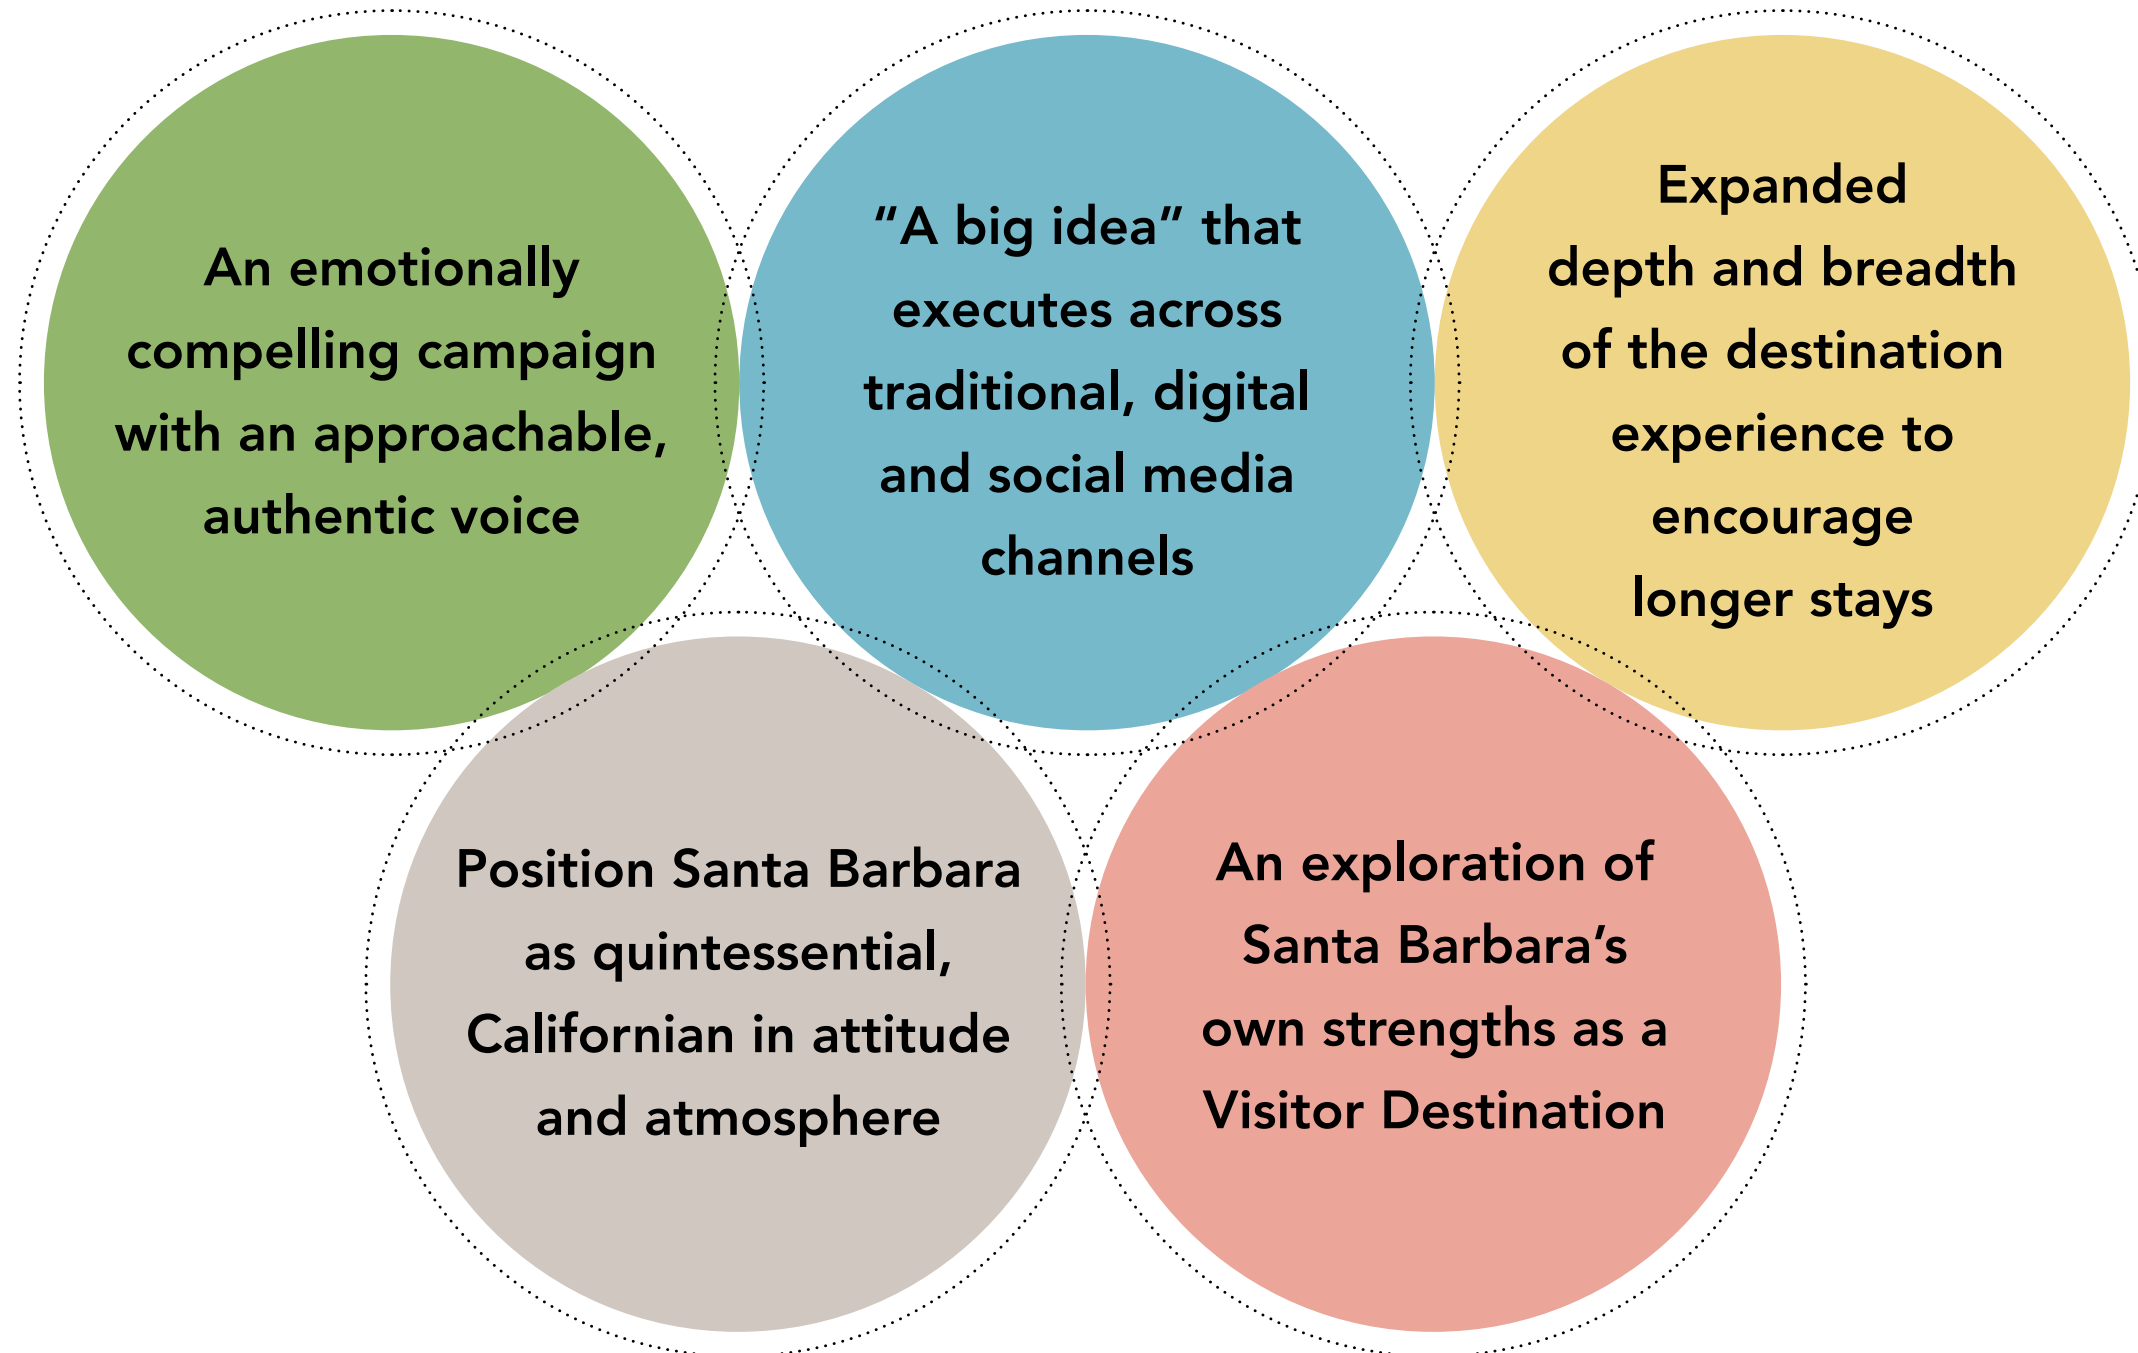 An emotionally
compelling campaign
with an approachable,
authentic voice
“A big id” that
executes across
traditional, digital
and social media
channels
Expanded
depth and breadth
of the destination
experience to
encourage
longer stays
Position Santa Barbara
as quintessential,
Californian in attitude
and atmosphere
An exploration of
Santa Barbara’s
own strengths as a
Visitor Destination